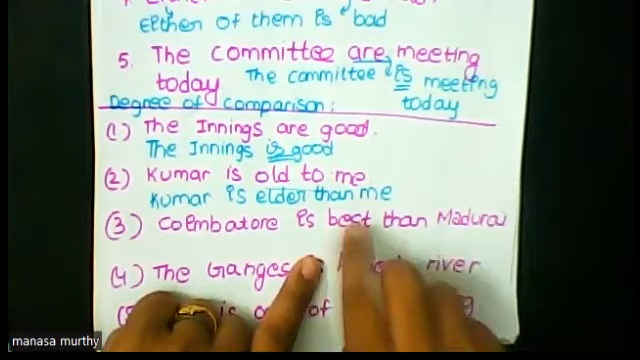 Either of them is bad
5. The committee are meeting
today The committee is meeting
today
Degree of comparison:
(1) The Innings are good.
The Innings is good
(2) Kumar is old to me
Kumar is elder than me
(3) Coimbatore is best than Madurai
(4) The Ganges river
is of
manasa murthy